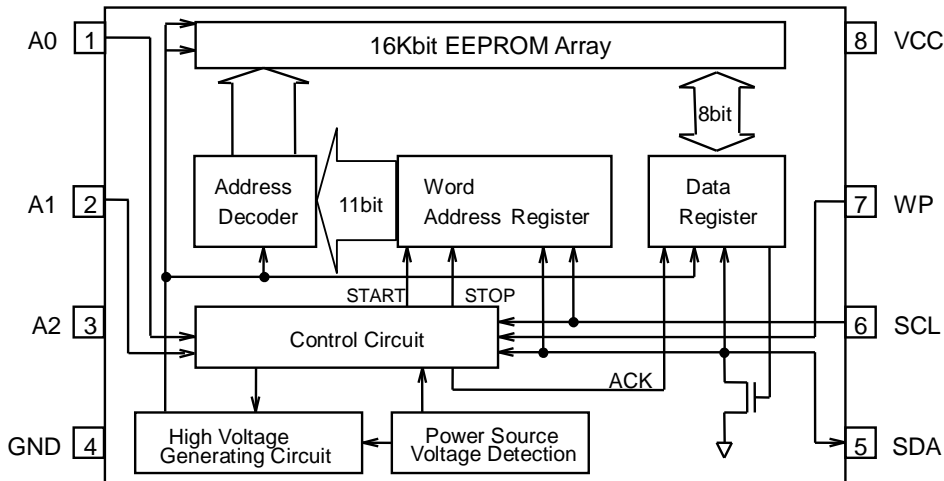 A0
1
16Kbit EEPROM Array
8
VCC
8bit
A1
2
Address
Decoder
11bit
Word
Address Register
Data
Register
7
WP
START
STOP
A2
3
Control Circuit
6
SCL
ACK
GND
4
High Voltage
Generating Circuit
Power Source
Voltage Detection
5
SDA